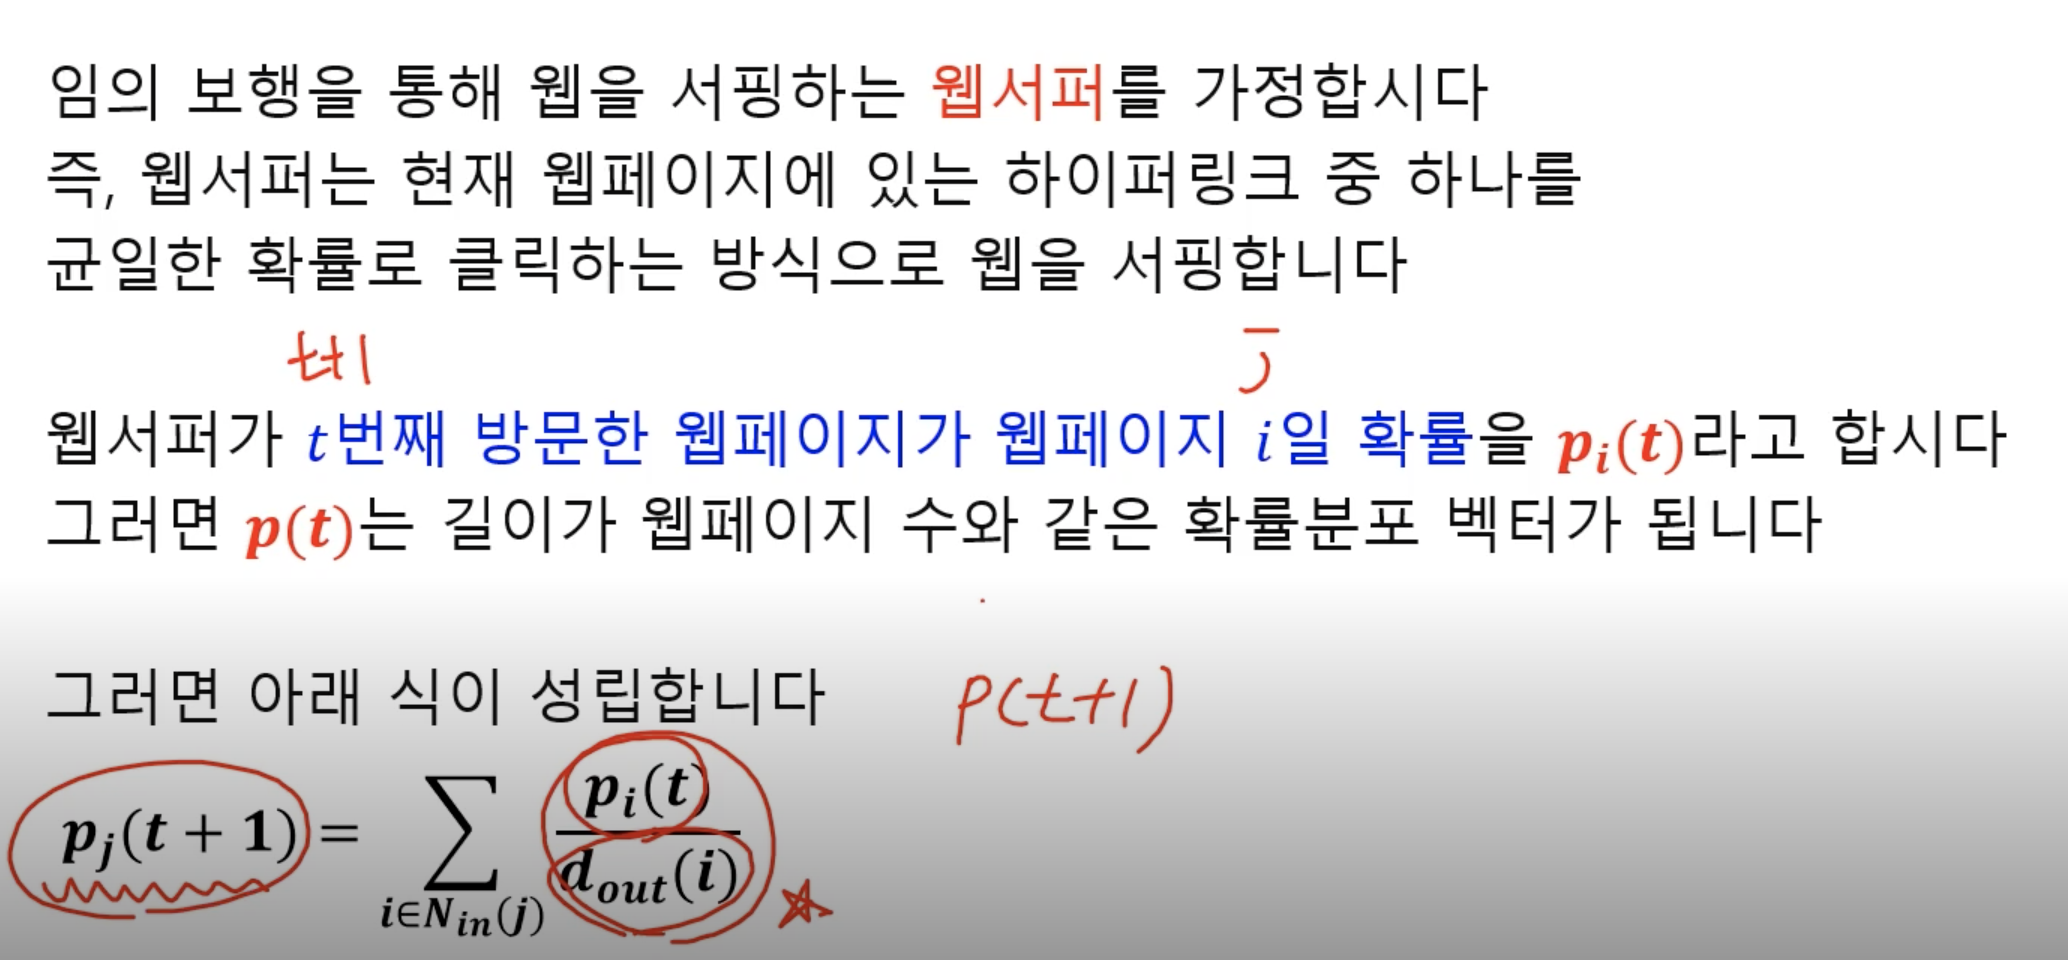 임의 보행을 통해 웹을 서핑하는 웹서퍼를 가정합시다
즉, 웹서퍼는 현재 웹페이지에 있는 하이퍼링크 중 하나를
균일한 확률로 클릭하는 방식으로 웹을 서핑합니다
t+1 j
웹서퍼가 t번째 방문한 웹페이지가 웹페이지 i일 확률을 pᵢ(t)라고 합시다
그러면 p(t)는 길이가 웹페이지 수와 같은 확률분포 벡터가 됩니다
그러면 아래 식이 성립합니다 p(t+1)
p_j(t + 1) = ∑_{i∈N_{in}(j)} p_i(t) / d_{out}(i)